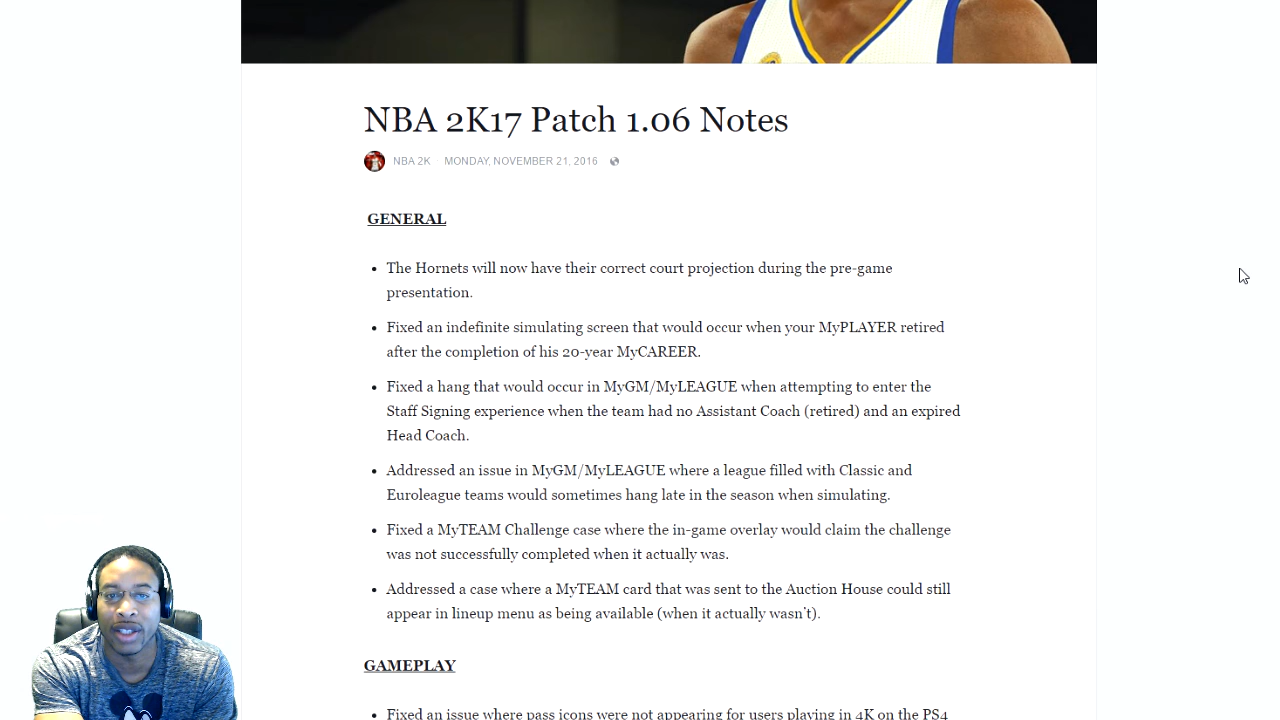 NBA 2K17 Patch 1.06 Notes
NBA 2K · MONDAY, NOVEMBER 21, 2016
GENERAL
• The Hornets will now have their correct court projection during the pre-game
presentation.
• Fixed an indefinite simulating screen that would occur when your MyPLAYER retired
after the completion of his 20-year MyCAREER.
• Fixed a hang that would occur in MyGM/MyLEAGUE when attempting to enter the
Staff Signing experience when the team had no Assistant Coach (retired) and an expired
Head Coach.
• Addressed an issue in MyGM/MyLEAGUE where a league filled with Classic and
Euroleague teams would sometimes hang late in the season when simulating.
• Fixed a MyTEAM Challenge case where the in-game overlay would claim the challenge
was not successfully completed when it actually was.
• Addressed a case where a MyTEAM card that was sent to the Auction House could still
appear in lineup menu as being available (when it actually wasn't).
GAMEPLAY
• Fixed an issue where pass icons were not appearing for users playing in 4K on the PS4